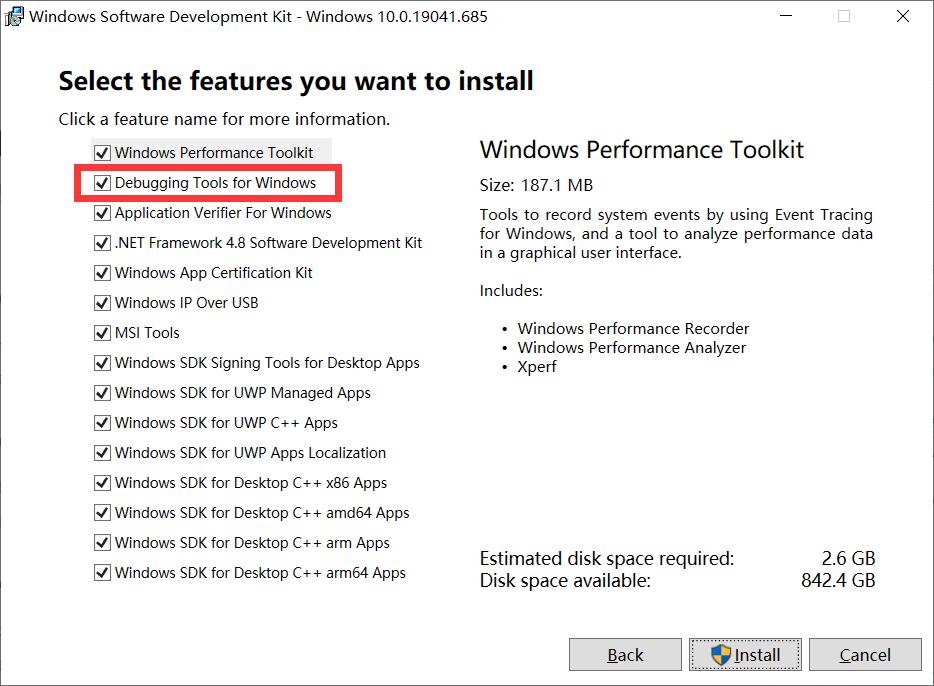 Windows Software Development Kit - Windows 10.0.19041.685
Select the features you want to install
Click a feature name for more information.
Windows Performance Toolkit
Debugging Tools for Windows
Application Verifier For Windows
.NET Framework 4.8 Software Development Kit
Windows App Certification Kit
Windows IP Over USB
MSI Tools
Windows SDK Signing Tools for Desktop Apps
Windows SDK for UWP Managed Apps
Windows SDK for UWP C++ Apps
Windows SDK for UWP Apps Localization
Windows SDK for Desktop C++ x86 Apps
Windows SDK for Desktop C++ amd64 Apps
Windows SDK for Desktop C++ arm Apps
Windows SDK for Desktop C++ arm64 Apps
Windows Performance Toolkit
Size: 187.1 MB
Tools to record system events by using Event Tracing
for Windows, and a tool to analyze performance data
in a graphical user interface.
Includes:
• Windows Performance Recorder
• Windows Performance Analyzer
• Xperf
Estimated disk space required: 2.6 GB
Disk space available: 842.4 GB
Back Install Cancel